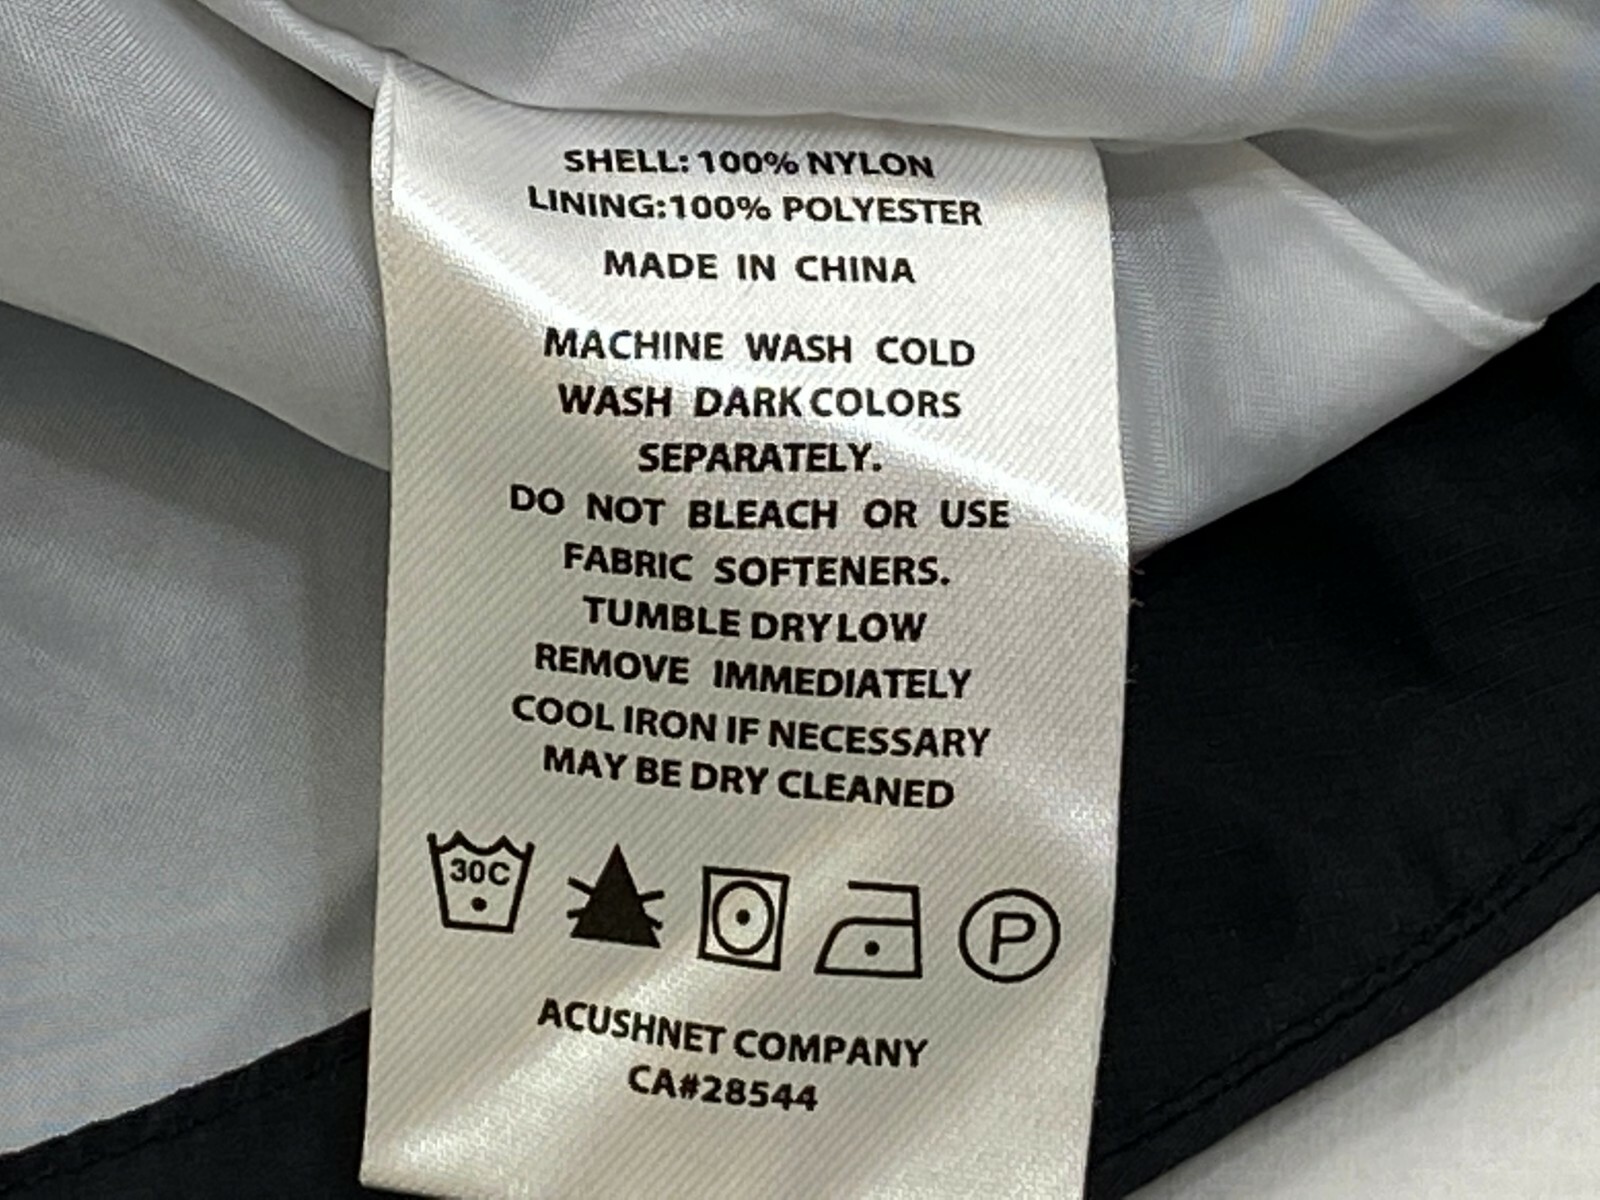 SHELL: 100% NYLON
LINING:100% POLYESTER
MADE IN CHINA
MACHINE WASH COLD
WASH DARK COLORS
SEPARATELY.
DO NOT BLEACH OR USE
FABRIC SOFTENERS.
TUMBLE DRY LOW
REMOVE IMMEDIATELY
COOL IRON IF NECESSARY
MAY BE DRY CLEANED
30C P
ACUSHNET COMPANY
CA#28544